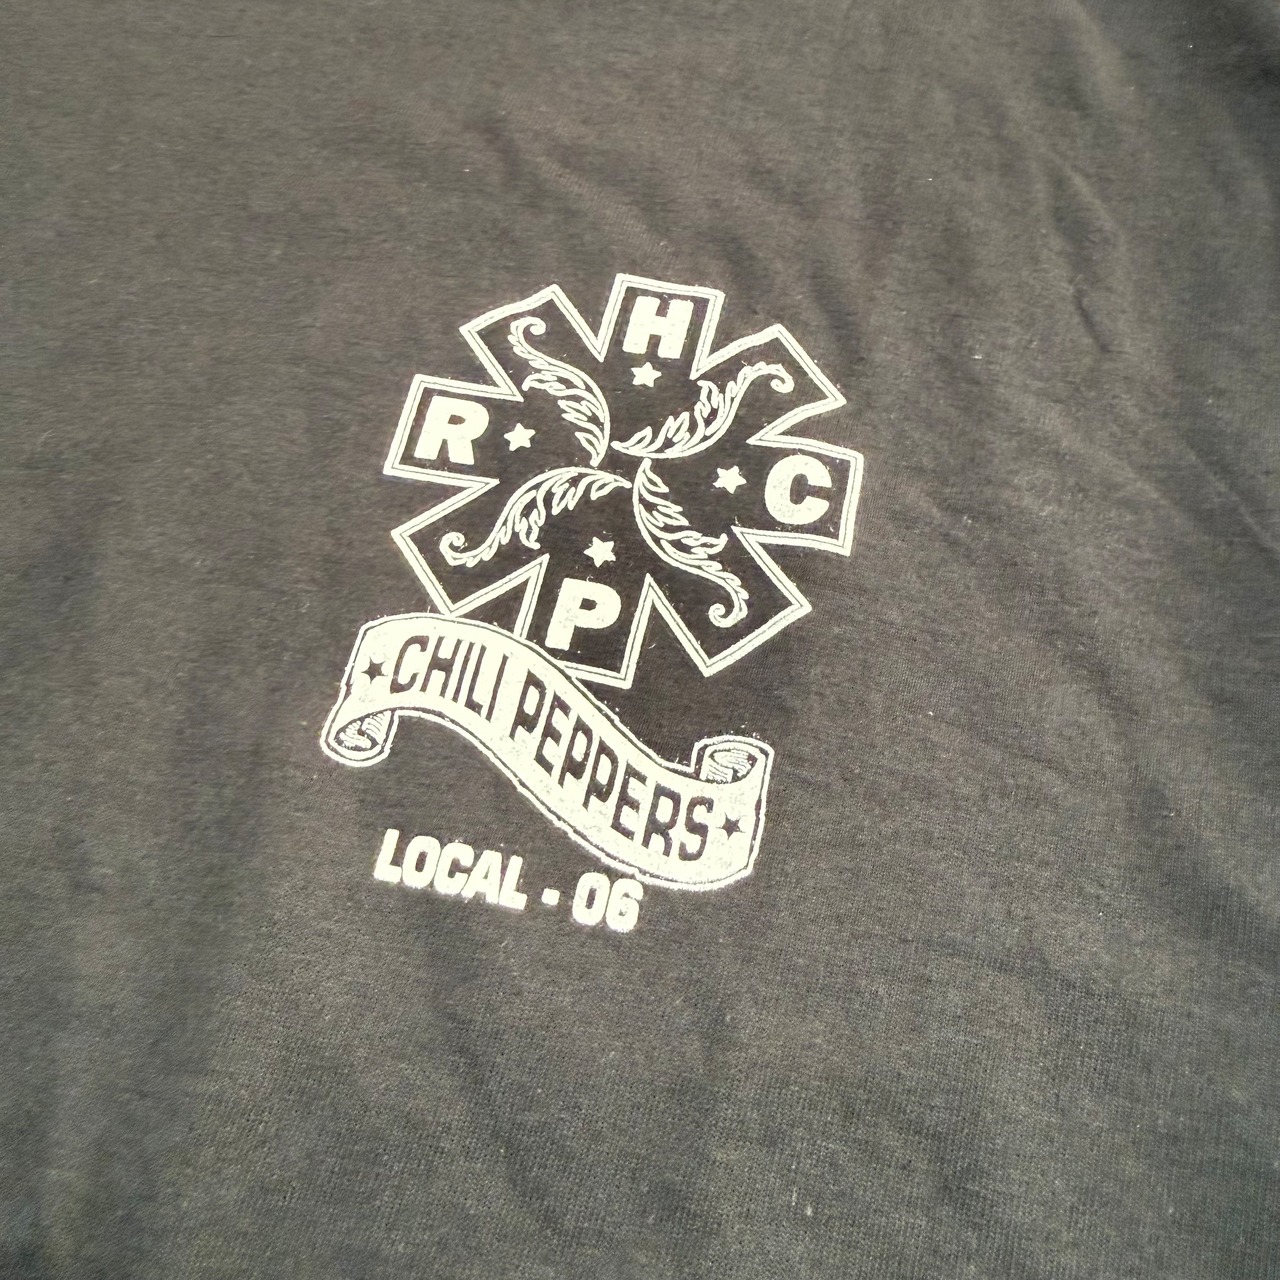 R H C P
CHILI PEPPERS
LOCAL - 06